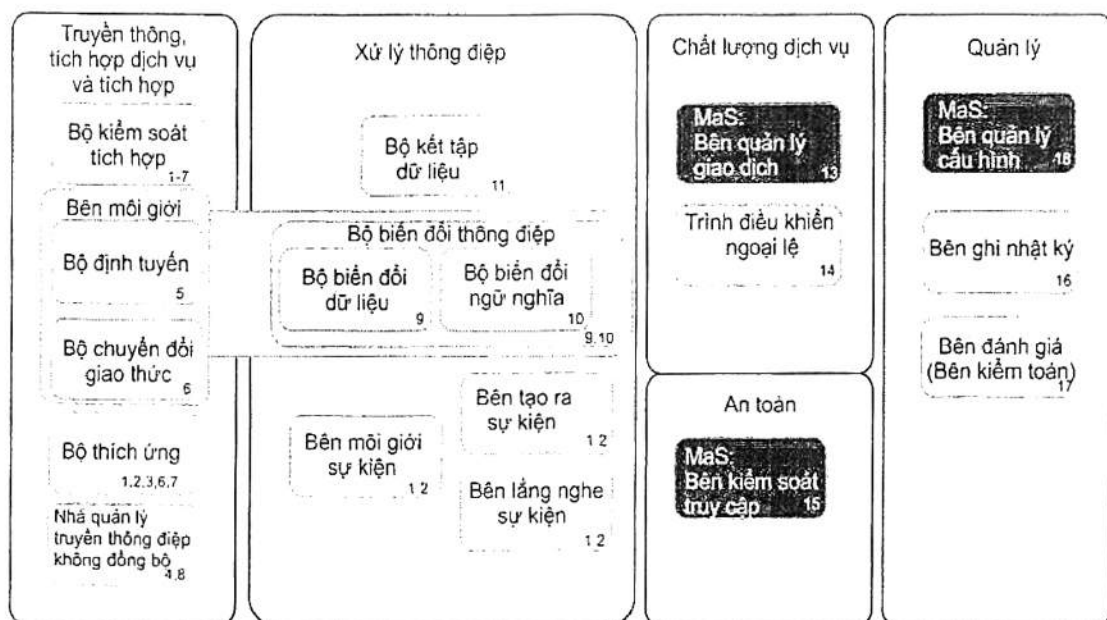 Truyền thông,
tích hợp dịch vụ
và tích hợp
Bộ kiểm soát
tích hợp
1-7
Bên môi giới
Bộ định tuyến
5
Bộ chuyển đổi
giao thức
6
Bộ thích ứng
1,2,3,6,7
Nhà quản lý
truyền thông điệp
không đồng bộ
4,8
Xử lý thông điệp
Bộ kết tập
dữ liệu
11
Bộ biến đổi thông điệp
Bộ biến đổi
dữ liệu
9
Bộ biến đổi
ngữ nghĩa
10
9,10
Bên môi giới
sự kiện
12
Bên tạo ra
sự kiện
12
Bên lắng nghe
sự kiện
12
Chất lượng dịch vụ
MaS:
Bên quản lý
giao dịch
13
Trình điều khiển
ngoại lệ
14
An toàn
MaS:
Bên kiểm soát
truy cập
15
Quản lý
MaS:
Bên quản lý
cấu hình
18
Bên ghi nhật ký
16
Bên đánh giá
(Bên kiểm toán)
17